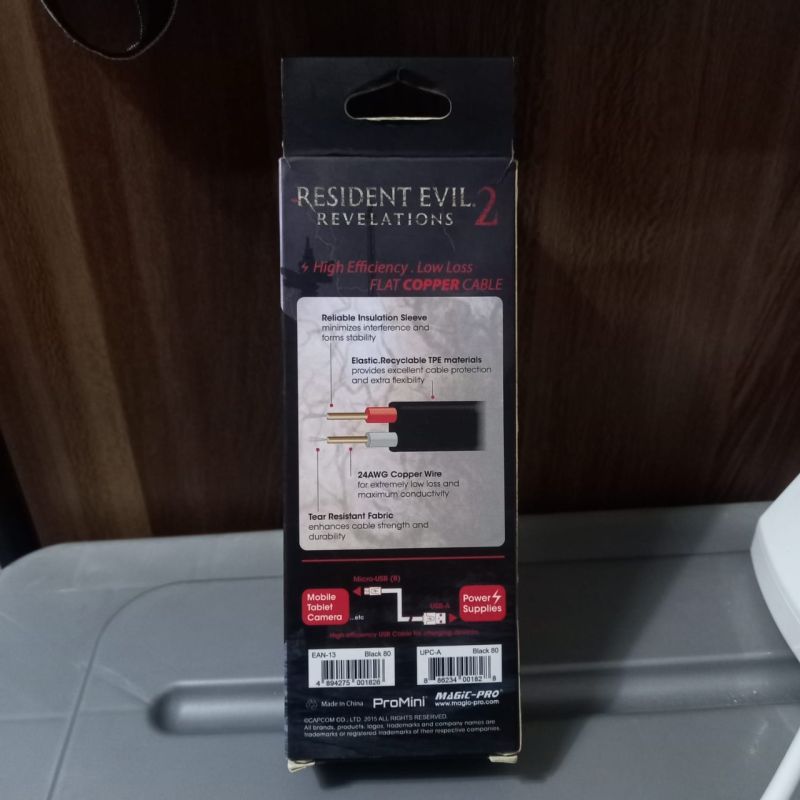 RESIDENT EVIL. 2
REVELATIONS
High Efficiency . Low Loss
FLAT COPPER CABLE
Reliable Insulation Sleeve
minimizes interference and
forms stability
Elastic.Recyclable TPE materials
provides excellent cable protection
and extra flexibility
24AWG Copper Wire
for extremely low loss and
maximum conductivity
Tear Resistant Fabric
enhances cable strength and
durability
Micro-USB (B)
Mobile
Tablet
Camera ...etc
USB-A
Power
Supplies
High efficiency USB Cable for charging devices
EAN-13 Black 80
4 894275 001828
UPC-A Black 80
8 86234 00182 8
Made in China
ProMini
MAGIC-PRO
www.magic-pro.com
©CAPCOM CO., LTD. 2015 ALL RIGHTS RESERVED.
All brands, products, logos, trademarks and company names are
trademarks or registered trademarks of their respective companies.